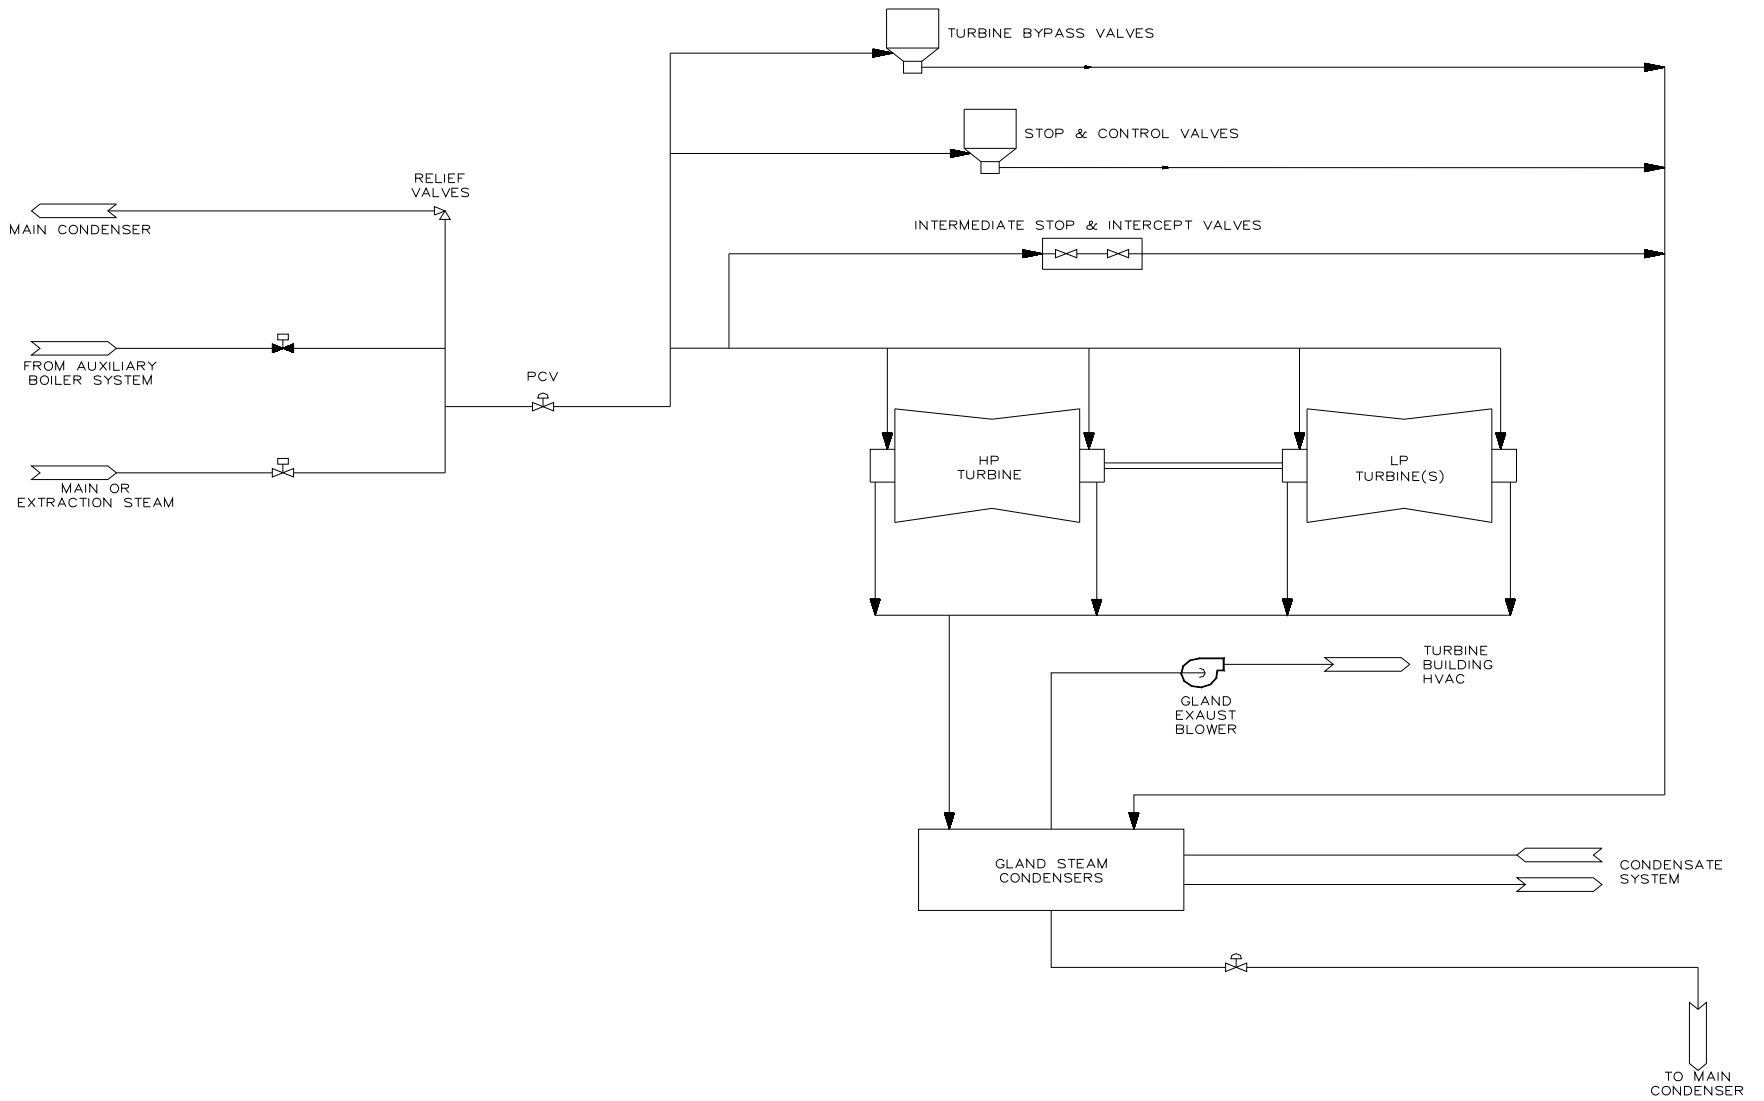 TURBINE BYPASS VALVES
STOP & CONTROL VALVES
RELIEF
VALVES
MAIN CONDENSER
INTERMEDIATE STOP & INTERCEPT VALVES
FROM AUXILIARY
BOILER SYSTEM
PCV
MAIN OR
EXTRACTION STEAM
HP
TURBINE
LP
TURBINE(S)
TURBINE
BUILDING
HVAC
GLAND
EXAUST
BLOWER
GLAND STEAM
CONDENSERS
CONDENSATE
SYSTEM
TO MAIN
CONDENSER